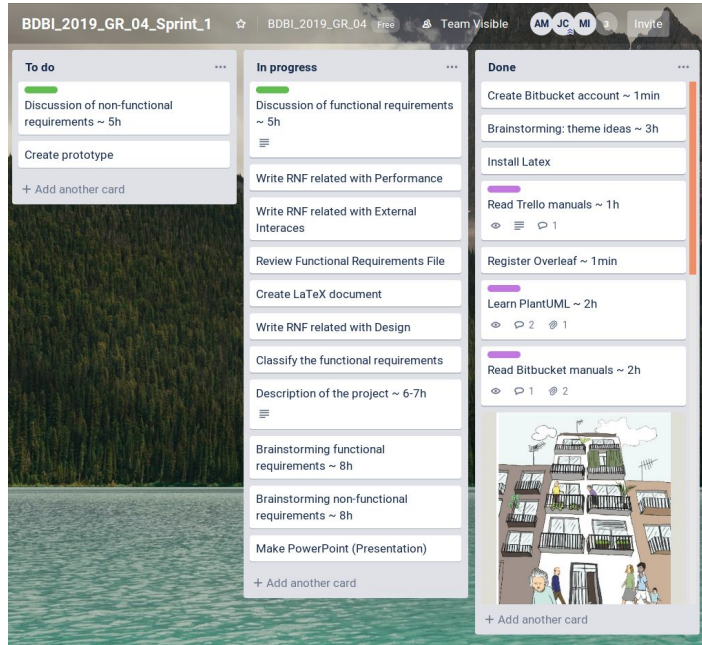 BDBI_2019_GR_04_Sprint_1
BDBI_2019_GR_04 Free
Team Visible
AM JC MI 3
Invite
To do
Discussion of non-functional
requirements ~ 5h
Create prototype
+ Add another card
In progress
Discussion of functional requirements
~ 5h
Write RNF related with Performance
Write RNF related with External
Interaces
Review Functional Requirements File
Create LaTeX document
Write RNF related with Design
Classify the functional requirements
Description of the project ~ 6-7h
Brainstorming functional
requirements ~ 8h
Brainstorming non-functional
requirements ~ 8h
Make PowerPoint (Presentation)
+ Add another card
Done
Create Bitbucket account ~ 1min
Brainstorming: theme ideas ~ 3h
Install Latex
Read Trello manuals ~ 1h
1
Register Overleaf ~ 1min
Learn PlantUML ~ 2h
2 1
Read Bitbucket manuals ~ 2h
1 2
+ Add another card